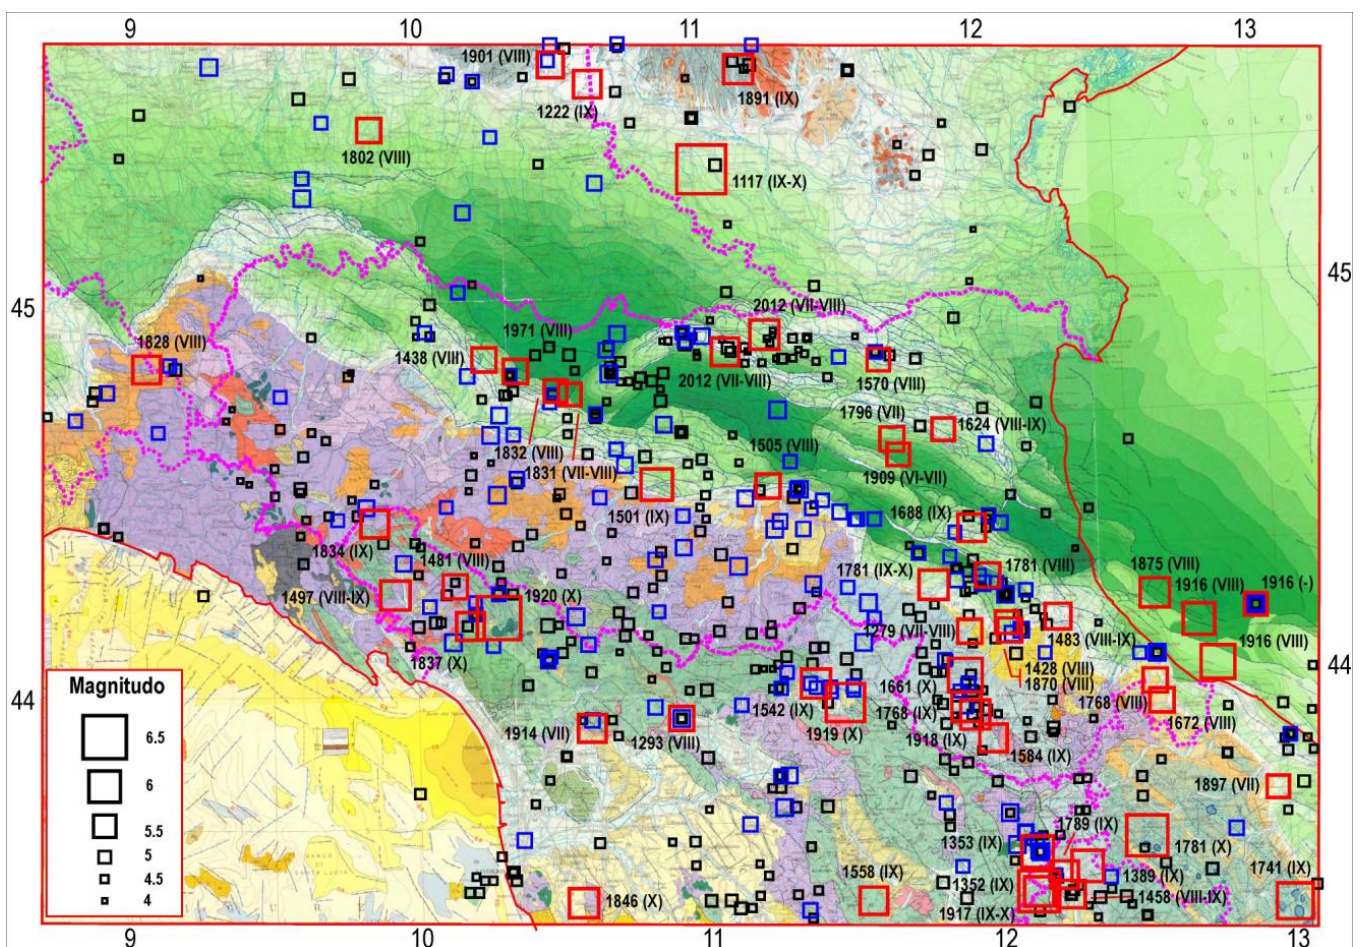 9 10 11 12 13
1901 (VIII)
1222 (IX)
1891 (IX)
1802 (VIII)
1117 (IX-X)
45 45
2012 (VII-VIII)
1971 (VIII)
1828 (VIII)
1438 (VIII)
2012 (VII-VIII)
1570 (VIII)
1796 (VII)
1624 (VIII-IX)
1832 (VIII)
1505 (VIII)
1831 (VII-VIII)
1909 (VI-VII)
1501 (IX)
1688 (IX)
1834 (IX)
1481 (VIII)
1781 (IX-X)
1781 (VIII)
1875 (VIII)
1916 (VIII)
1916 (-)
1497 (VIII-IX)
1920 (X)
1279 (VII-VIII)
1483 (VIII-IX)
1916 (VIII)
44
1837 (X)
1428 (VIII)
1661 (X)
1870 (VIII)
1768 (VIII)
44
Magnitudo
1542 (IX)
1768 (IX)
1672 (VIII)
1914 (VII)
1293 (VIII)
1919 (X)
1918 (IX)
1584 (IX)
6.5
6
5.5
5
4.5
4
1897 (VII)
1789 (IX)
1353 (IX)
1781 (X)
1741 (IX)
1558 (IX)
1352 (IX)
1389 (IX)
1846 (X)
1458 (VIII-IX)
1917 (IX-X)
9 10 11 12 13